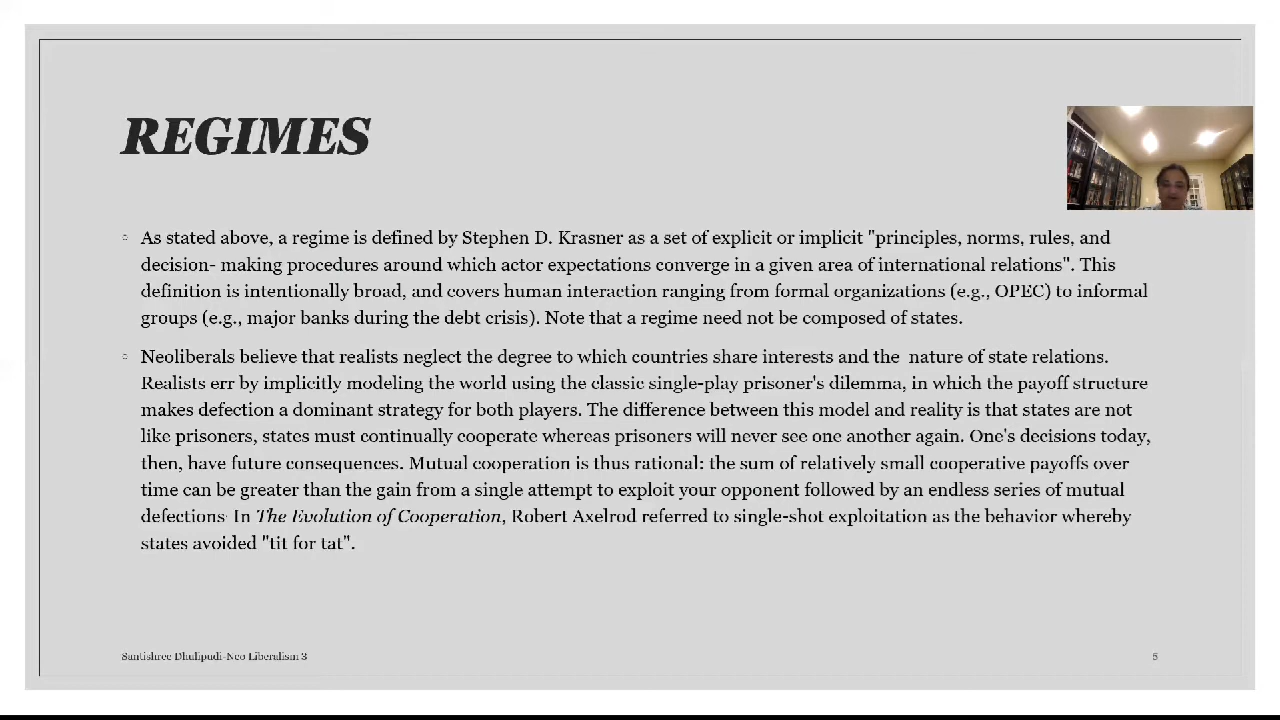 REGIMES
◦ As stated above, a regime is defined by Stephen D. Krasner as a set of explicit or implicit "principles, norms, rules, and
decision- making procedures around which actor expectations converge in a given area of international relations". This
definition is intentionally broad, and covers human interaction ranging from formal organizations (e.g., OPEC) to informal
groups (e.g., major banks during the debt crisis). Note that a regime need not be composed of states.
◦ Neoliberals believe that realists neglect the degree to which countries share interests and the nature of state relations.
Realists err by implicitly modeling the world using the classic single-play prisoner's dilemma, in which the payoff structure
makes defection a dominant strategy for both players. The difference between this model and reality is that states are not
like prisoners, states must continually cooperate whereas prisoners will never see one another again. One's decisions today,
then, have future consequences. Mutual cooperation is thus rational: the sum of relatively small cooperative payoffs over
time can be greater than the gain from a single attempt to exploit your opponent followed by an endless series of mutual
defections. In The Evolution of Cooperation, Robert Axelrod referred to single-shot exploitation as the behavior whereby
states avoided "tit for tat".
Santishree Dhulipudi-Neo Liberalism 3
5